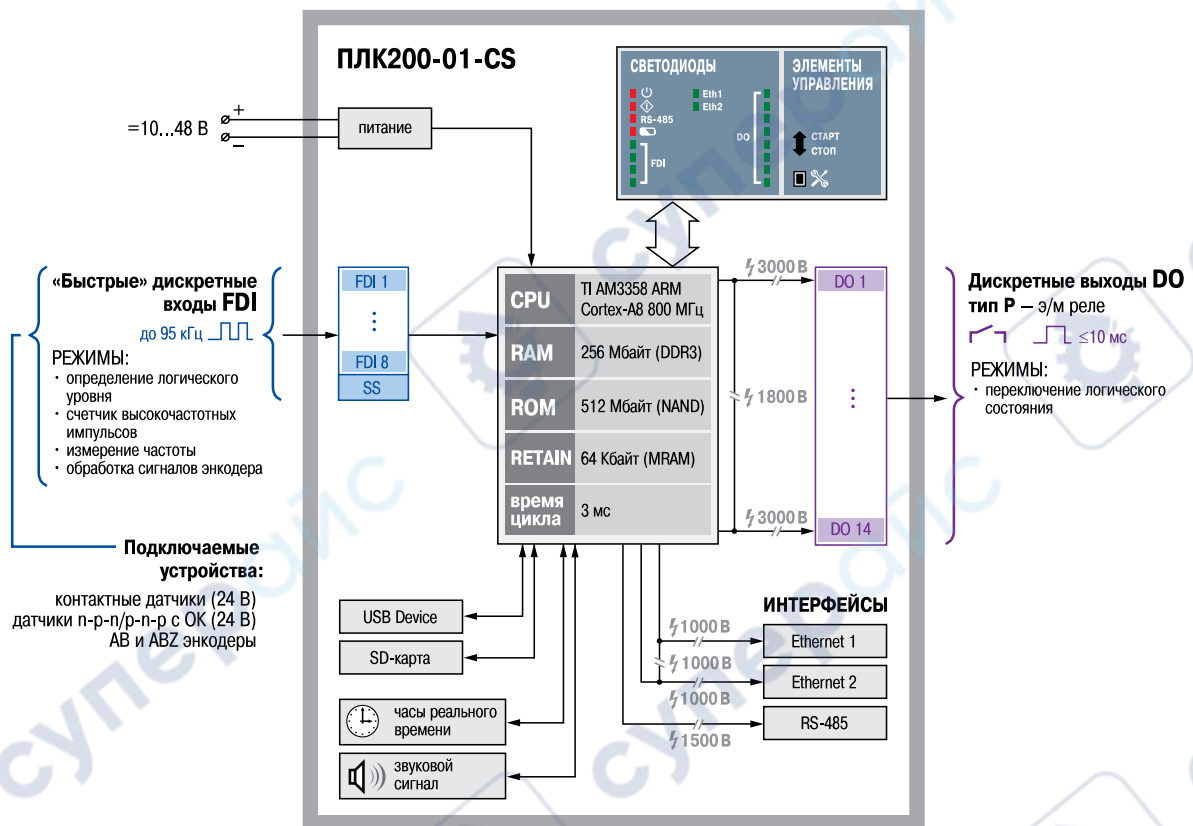 ПЛК200-01-CS
СВЕТОДИОДЫ
Eth1
Eth2
RS-485
FDI
DO
ЭЛЕМЕНТЫ
УПРАВЛЕНИЯ
СТАРТ
СТОП
=10...48 В
+
–
питание
«Быстрые» дискретные
входы FDI
до 95 кГц
РЕЖИМЫ:
· определение логического
уровня
· счетчик высокочастотных
импульсов
· измерение частоты
· обработка сигналов энкодера
Подключаемые
устройства:
контактные датчики (24 В)
датчики n-p-n/p-n-p с ОК (24 В)
AB и ABZ энкодеры
FDI 1
⋮
FDI 8
SS
CPU
TI AM3358 ARM
Cortex-A8 800 МГц
RAM
256 Мбайт (DDR3)
ROM
512 Мбайт (NAND)
RETAIN
64 Кбайт (MRAM)
время
цикла
3 мс
3000 В
1800 В
3000 В
DO 1
⋮
DO 14
Дискретные выходы DO
тип Р – э/м реле
≤10 мс
РЕЖИМЫ:
· переключение логического
состояния
USB Device
SD-карта
часы реального
времени
звуковой
сигнал
ИНТЕРФЕЙСЫ
1000 В
Ethernet 1
1000 В
Ethernet 2
1000 В
RS-485
1500 В
суперайс
суперайс
суперайс